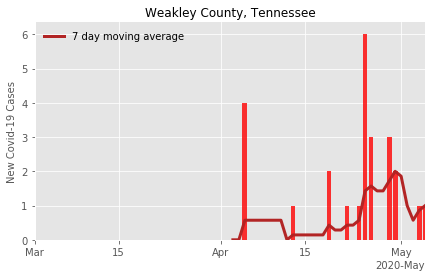 Weakley County, Tennessee
7 day moving average
New Covid-19 Cases
6
5
4
3
2
1
0
Mar 15 Apr 15 May
2020-May